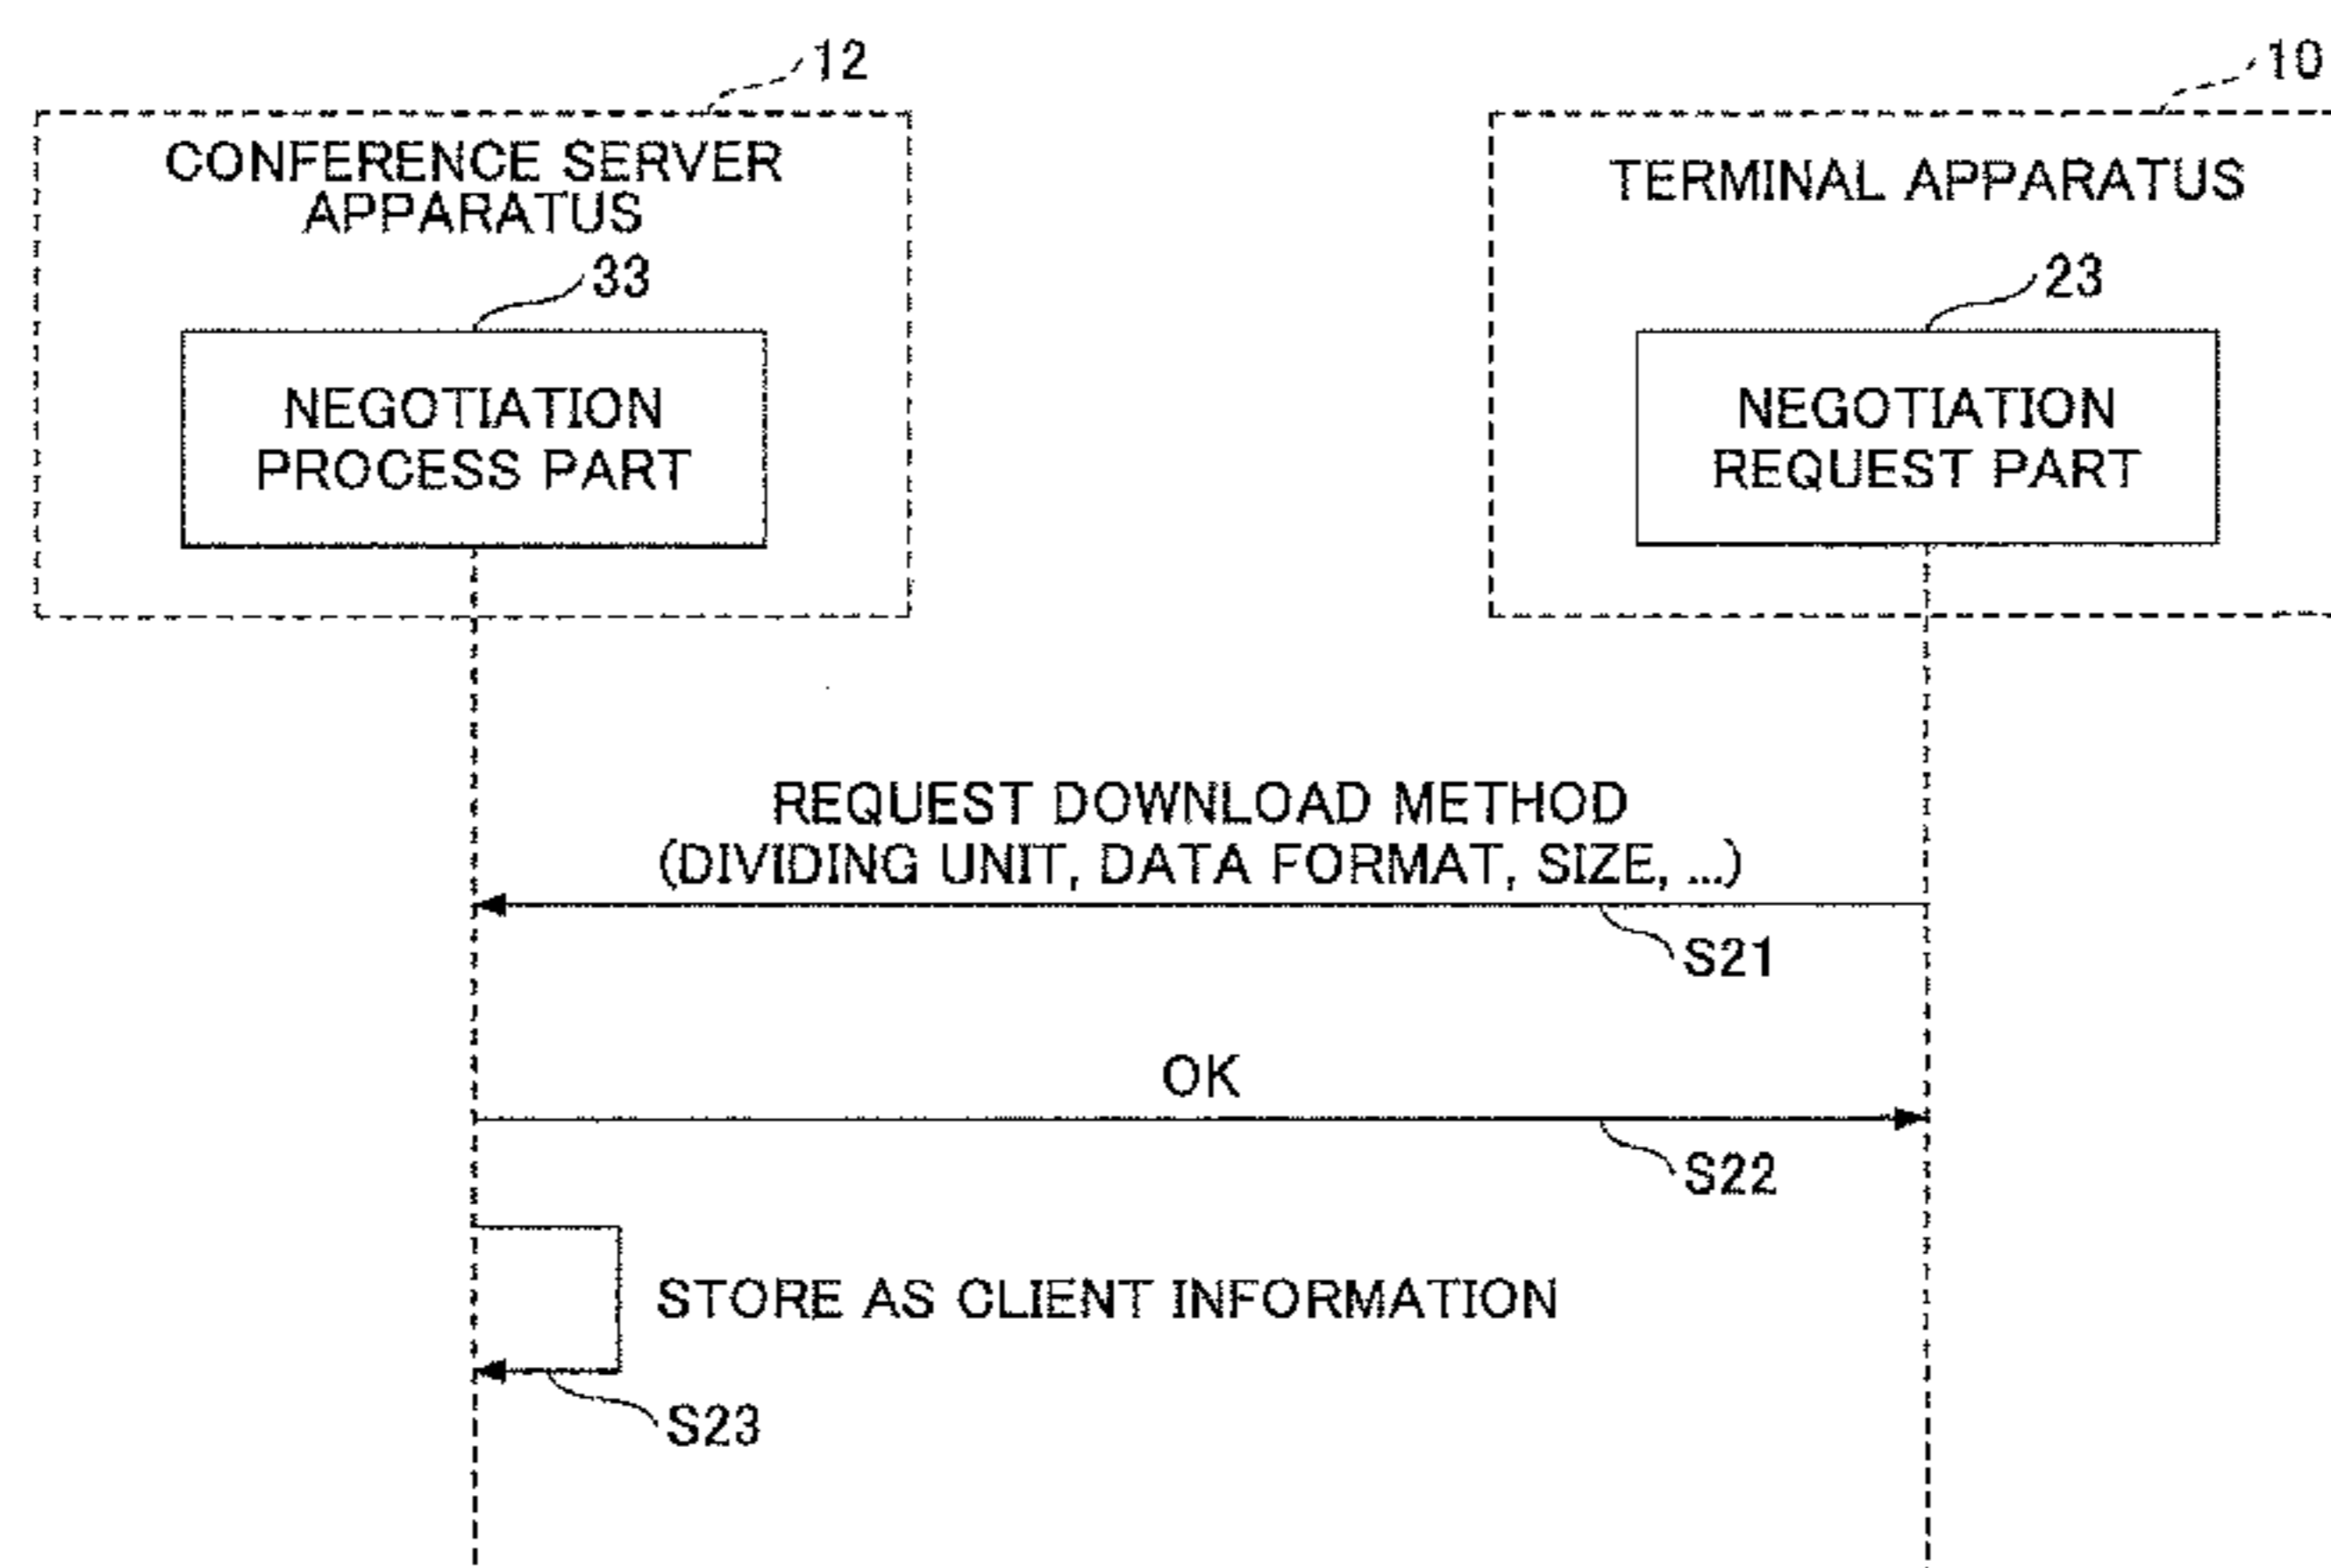 12
10
CONFERENCE SERVER
APPARATUS
TERMINAL APPARATUS
33
23
NEGOTIATION
PROCESS PART
NEGOTIATION
REQUEST PART
REQUEST DOWNLOAD METHOD
(DIVIDING UNIT, DATA FORMAT, SIZE, ...)
S21
OK
S22
STORE AS CLIENT INFORMATION
S23